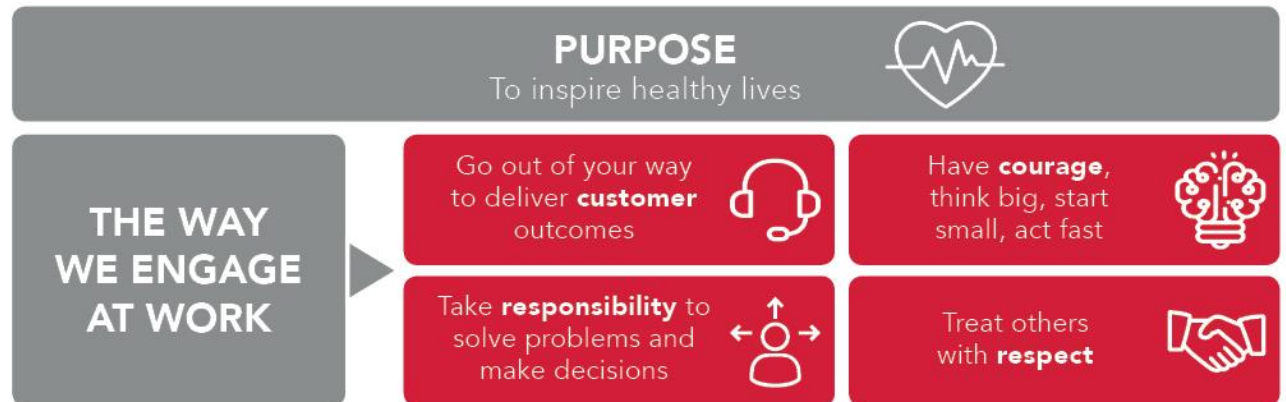 PURPOSE
To inspire healthy lives
THE WAY
WE ENGAGE
AT WORK
Go out of your way
to deliver customer
outcomes
Have courage,
think big, start
small, act fast
Take responsibility to
solve problems and
make decisions
Treat others
with respect